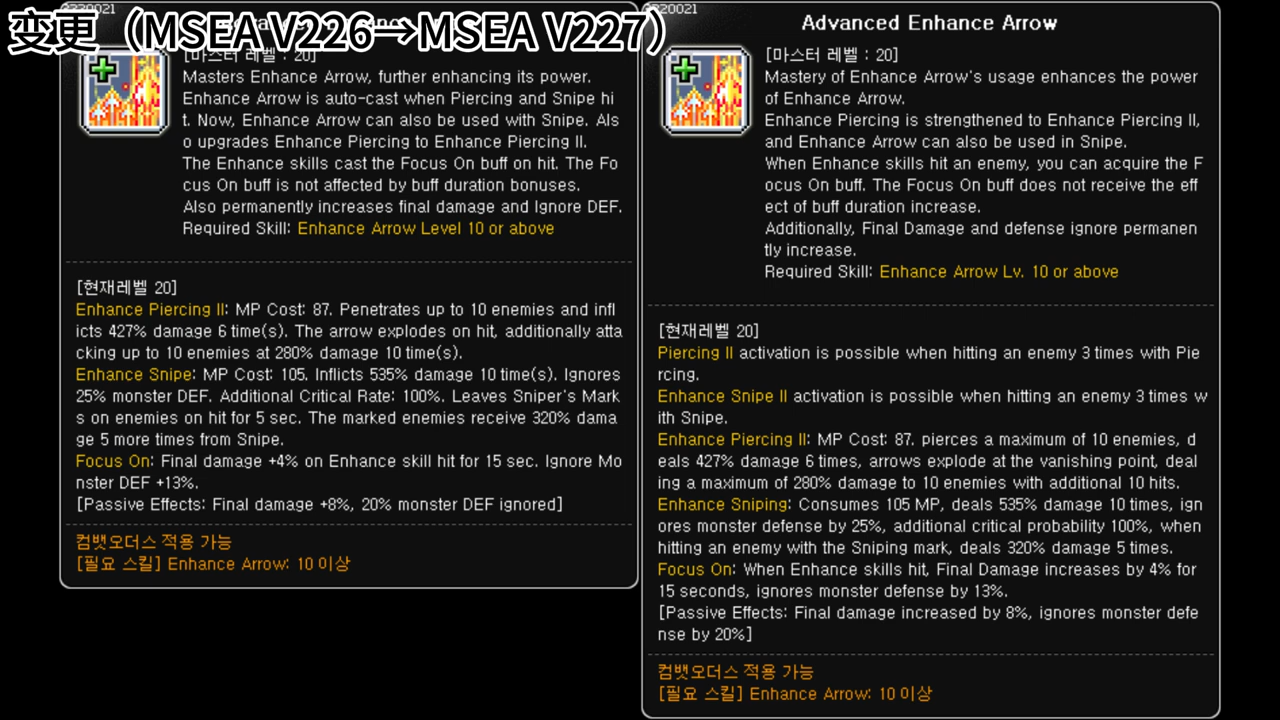 变更（MSEA V226→MSEA V227）
[마스터 레벨 : 20]
Masters Enhance Arrow, further enhancing its power.
Enhance Arrow is auto-cast when Piercing and Snipe hi
t. Now, Enhance Arrow can also be used with Snipe. Als
o upgrades Enhance Piercing to Enhance Piercing II.
The Enhance skills cast the Focus On buff on hit. The Fo
cus On buff is not affected by buff duration bonuses.
Also permanently increases final damage and Ignore DEF.
Required Skill: Enhance Arrow Level 10 or above
[현재레벨 20]
Enhance Piercing II: MP Cost: 87. Penetrates up to 10 enemies and infl
icts 427% damage 6 time(s). The arrow explodes on hit, additionally atta
cking up to 10 enemies at 280% damage 10 time(s).
Enhance Snipe: MP Cost: 105. Inflicts 535% damage 10 time(s). Ignores
25% monster DEF. Additional Critical Rate: 100%. Leaves Sniper's Mark
s on enemies on hit for 5 sec. The marked enemies receive 320% dama
ge 5 more times from Snipe.
Focus On: Final damage +4% on Enhance skill hit for 15 sec. Ignore Mo
nster DEF +13%.
[Passive Effects: Final damage +8%, 20% monster DEF ignored]
컴뱃오더스 적용 가능
[필요 스킬] Enhance Arrow: 10 이상
Advanced Enhance Arrow
[마스터 레벨 : 20]
Mastery of Enhance Arrow's usage enhances the power
of Enhance Arrow.
Enhance Piercing is strengthened to Enhance Piercing II,
and Enhance Arrow can also be used in Snipe.
When Enhance skills hit an enemy, you can acquire the F
ocus On buff. The Focus On buff does not receive the eff
ect of buff duration increase.
Additionally, Final Damage and defense ignore permanen
tly increase.
Required Skill: Enhance Arrow Lv. 10 or above
[현재레벨 20]
Piercing II activation is possible when hitting an enemy 3 times with Pie
rcing.
Enhance Snipe II activation is possible when hitting an enemy 3 times w
ith Snipe.
Enhance Piercing II: MP Cost: 87. pierces a maximum of 10 enemies, d
eals 427% damage 6 times, arrows explode at the vanishing point, deal
ing a maximum of 280% damage to 10 enemies with additional 10 hits.
Enhance Sniping: Consumes 105 MP, deals 535% damage 10 times, ign
ores monster defense by 25%, additional critical probability 100%, when
hitting an enemy with the Sniping mark, deals 320% damage 5 times.
Focus On: When Enhance skills hit, Final Damage increases by 4% for
15 seconds, ignores monster defense by 13%.
[Passive Effects: Final damage increased by 8%, ignores monster defe
nse by 20%]
컴뱃오더스 적용 가능
[필요 스킬] Enhance Arrow: 10 이상